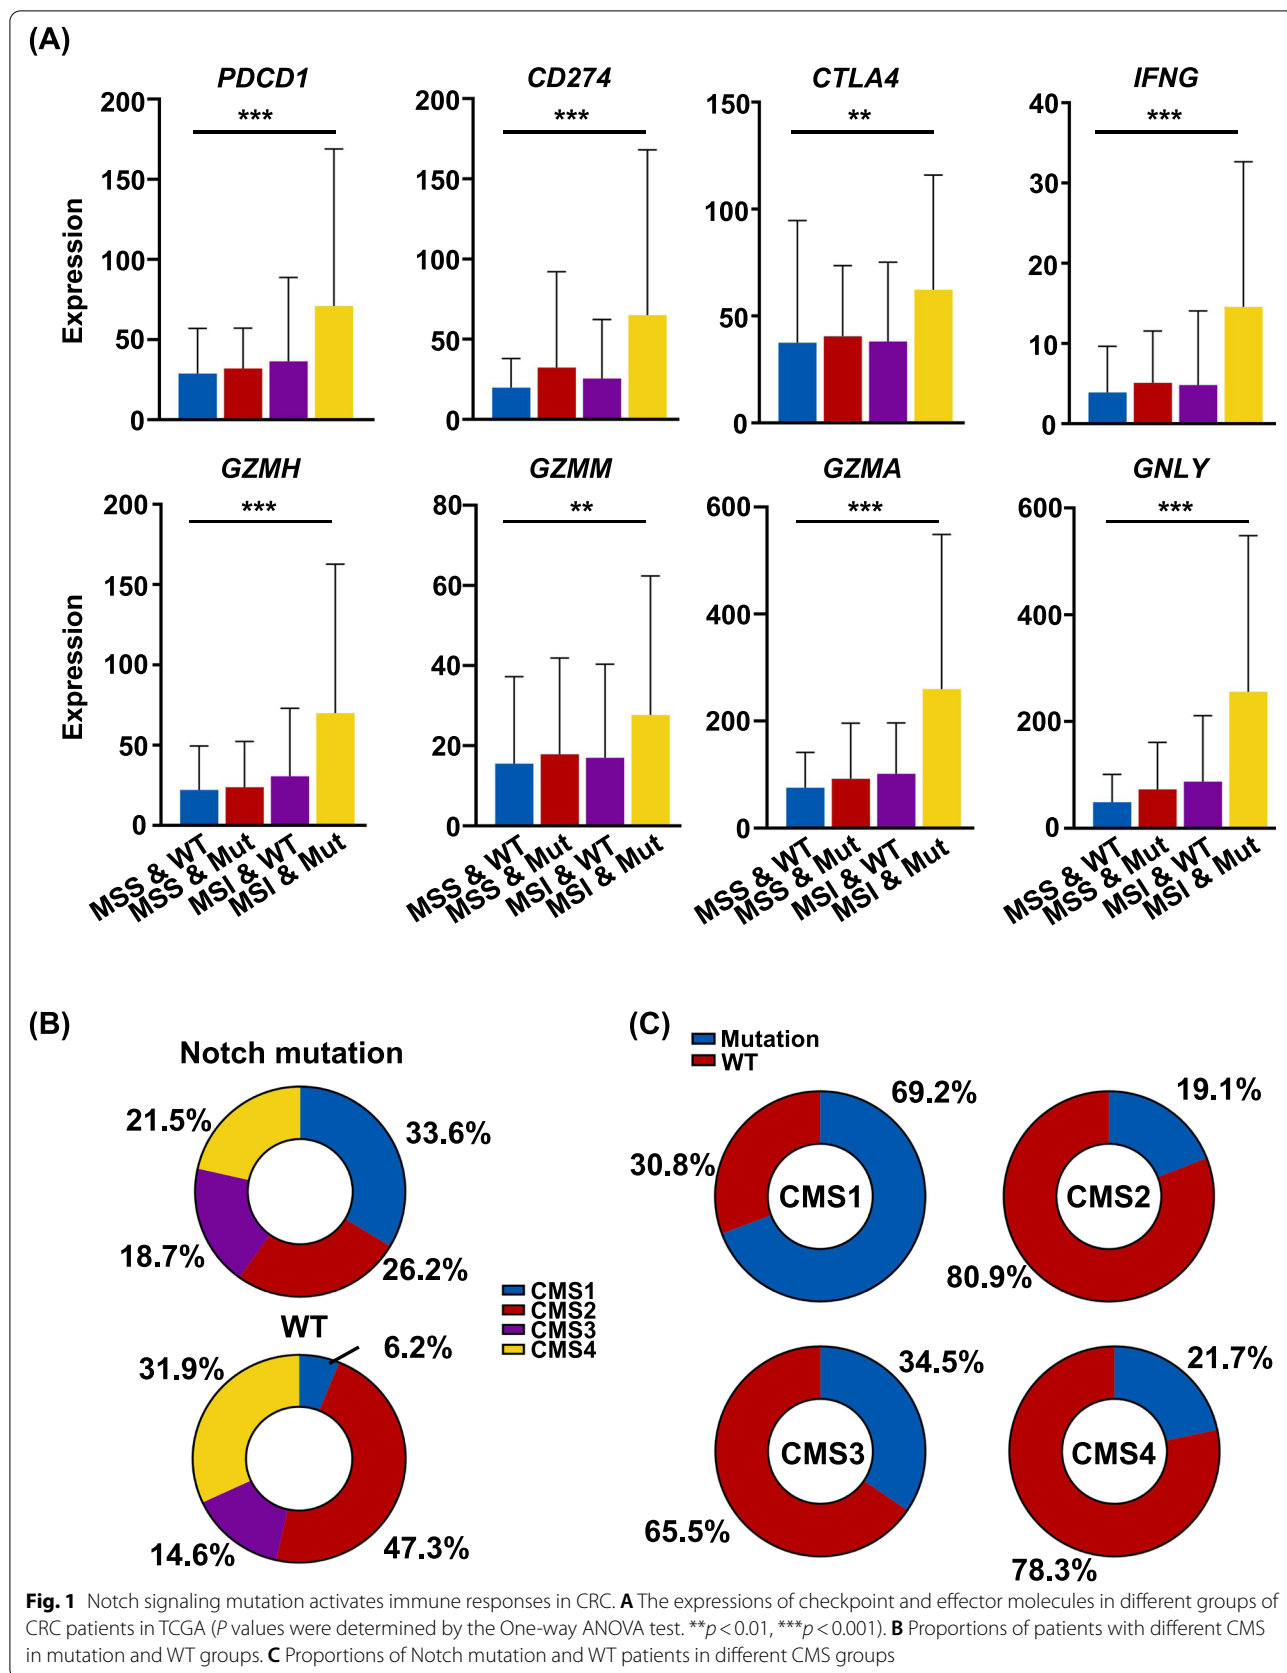 (A)
PDCD1
CD274
CTLA4
IFNG
200
150
100
50
0
Expression
***
200
150
100
50
0
***
150
100
50
0
**
40
30
20
10
0
***
GZMH
GZMM
GZMA
GNLY
200
150
100
50
0
Expression
***
80
60
40
20
0
**
600
400
200
0
***
600
400
200
0
***
MSS & WT
MSS & Mut
MSI & WT
MSI & Mut
MSS & WT
MSS & Mut
MSI & WT
MSI & Mut
MSS & WT
MSS & Mut
MSI & WT
MSI & Mut
MSS & WT
MSS & Mut
MSI & WT
MSI & Mut
(B)
Notch mutation
21.5%
33.6%
18.7%
26.2%
CMS1
CMS2
CMS3
CMS4
WT
6.2%
31.9%
14.6%
47.3%
(C)
Mutation
WT
69.2%
30.8%
CMS1
19.1%
CMS2
80.9%
34.5%
CMS3
65.5%
21.7%
CMS4
78.3%
Fig. 1 Notch signaling mutation activates immune responses in CRC. A The expressions of checkpoint and effector molecules in different groups of
CRC patients in TCGA (P values were determined by the One-way ANOVA test. **p < 0.01, ***p < 0.001). B Proportions of patients with different CMS
in mutation and WT groups. C Proportions of Notch mutation and WT patients in different CMS groups